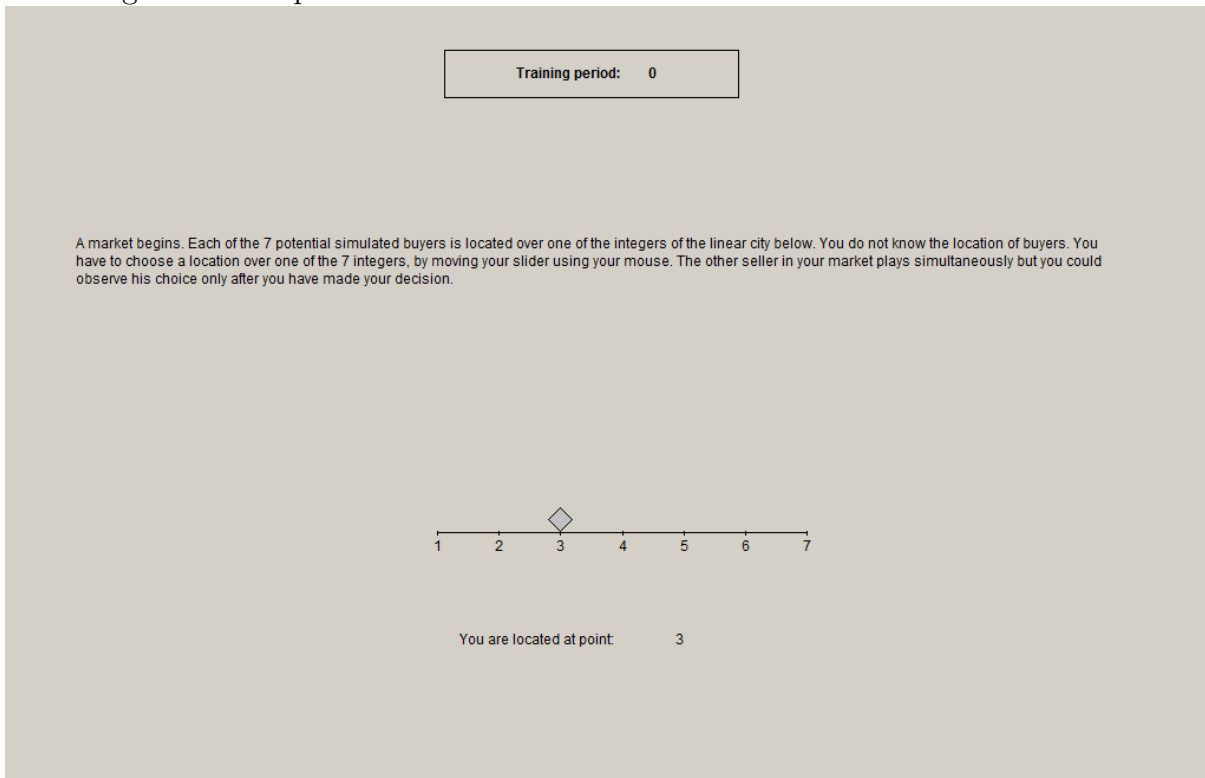 Training period: 0
A market begins. Each of the 7 potential simulated buyers is located over one of the integers of the linear city below. You do not know the location of buyers. You
have to choose a location over one of the 7 integers, by moving your slider using your mouse. The other seller in your market plays simultaneously but you could
observe his choice only after you have made your decision.
1 2 3 4 5 6 7
You are located at point: 3